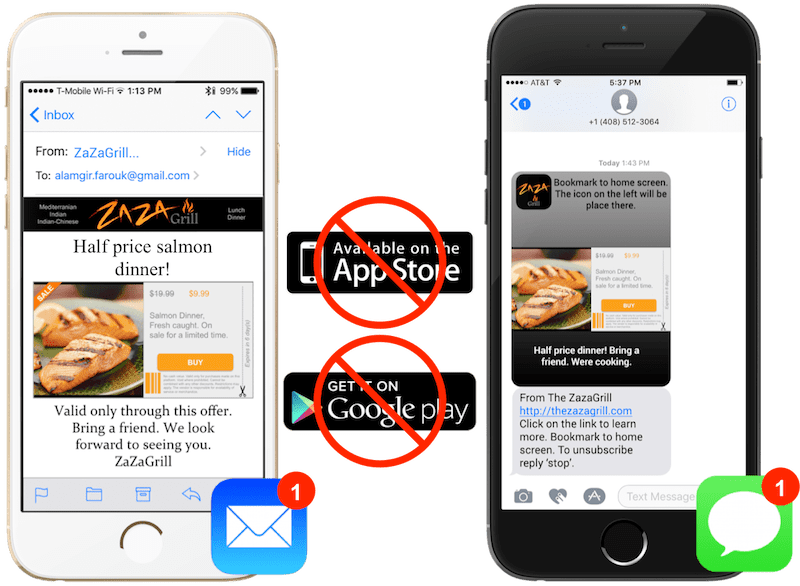 T-Mobile Wi-Fi 1:13 PM 99%
Inbox
From: ZaZaGrill... Hide
To: alamgir.farouk@gmail.com
Mediterranean
Indian
Indian-Chinese
ZAZA
Grill
Lunch
Dinner
Half price salmon
dinner!
SALE
$19.99 $9.99
Salmon Dinner,
Fresh caught. On
sale for a limited time.
BUY
Valid only through this offer.
Bring a friend. We look
forward to seeing you.
ZaZaGrill
1
Available on the
App Store
GET IT ON
Google play
AT&T 5:37 PM
1
+1 (408) 512-3064
Today 1:43 PM
ZAZA
Bookmark to home screen.
The icon on the left will be
place there.
$19.99 $9.99
Salmon Dinner,
Fresh caught. On
sale for a limited time.
BUY
Half price dinner! Bring a
friend. Were cooking.
From The ZazaGrill
http://thezazagrill.com
Click on the link to learn
more. Bookmark to home
screen. To unsubscribe
reply ‘stop’.
Text Message
1